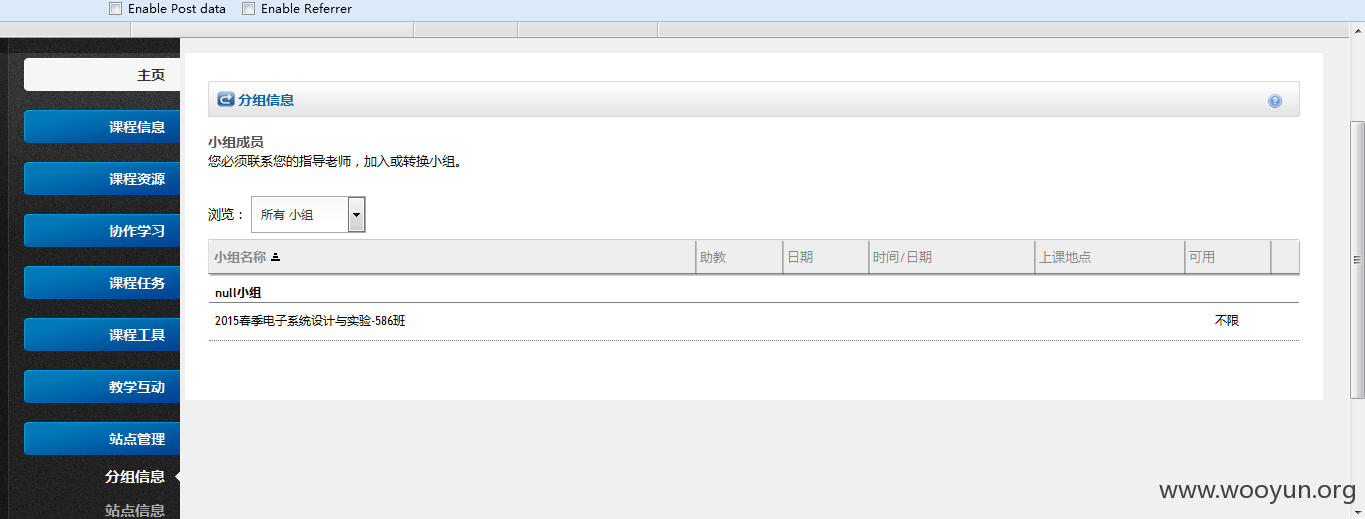 Enable Post data Enable Referrer
主页
课程信息
课程资源
协作学习
课程任务
课程工具
教学互动
站点管理
分组信息
站点信息
分组信息
小组成员
您必须联系您的指导老师，加入或转换小组。
浏览： 所有 小组
小组名称 助教 日期 时间/日期 上课地点 可用
null小组
2015春季电子系统设计与实验-586班 不限
www.wooyun.org